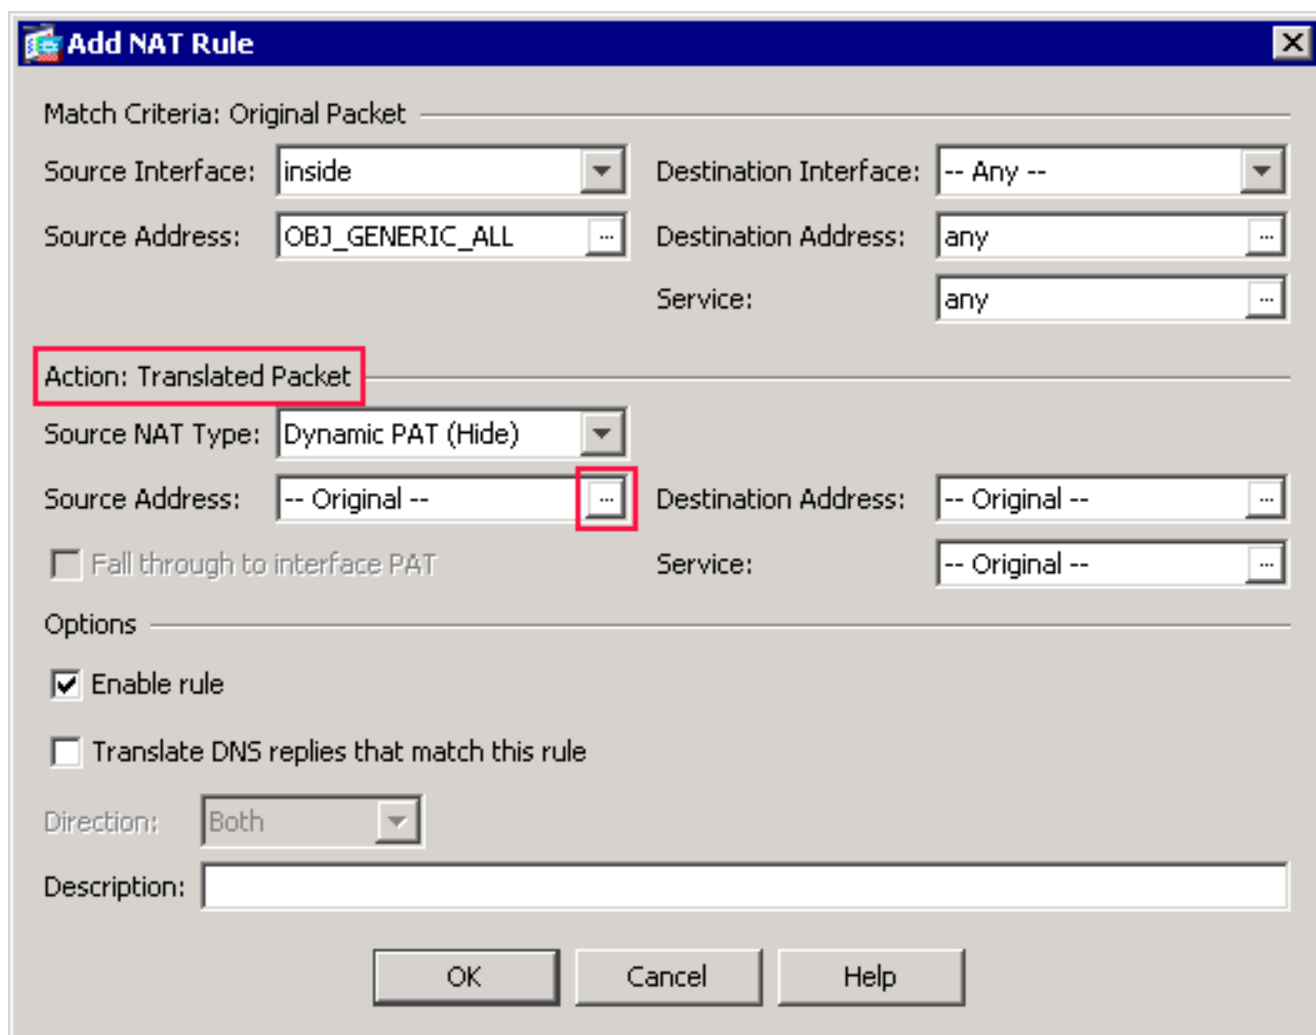 Add NAT Rule
Match Criteria: Original Packet
Source Interface: inside Destination Interface: -- Any --
Source Address: OBJ_GENERIC_ALL ... Destination Address: any ...
Service: any ...
Action: Translated Packet
Source NAT Type: Dynamic PAT (Hide)
Source Address: -- Original -- ... Destination Address: -- Original -- ...
Fall through to interface PAT Service: -- Original -- ...
Options
Enable rule
Translate DNS replies that match this rule
Direction: Both
Description:
OK Cancel Help